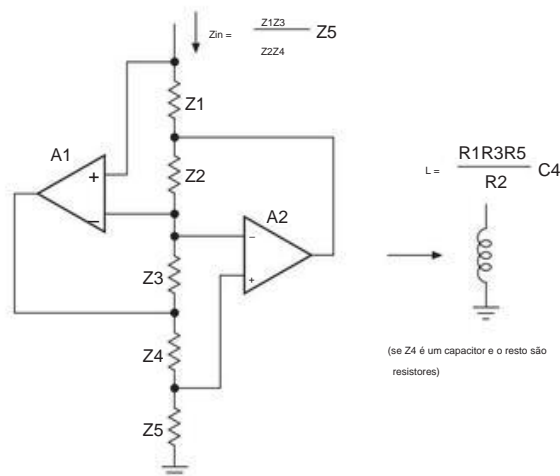 Zin = Z1Z3 Z5
Z2Z4
Z1
A1
+
Z2
−
A2
−
+
Z3
Z4
Z5
R1R3R5
L = C4
R2
(se Z4 é um capacitor e o resto são
resistores)